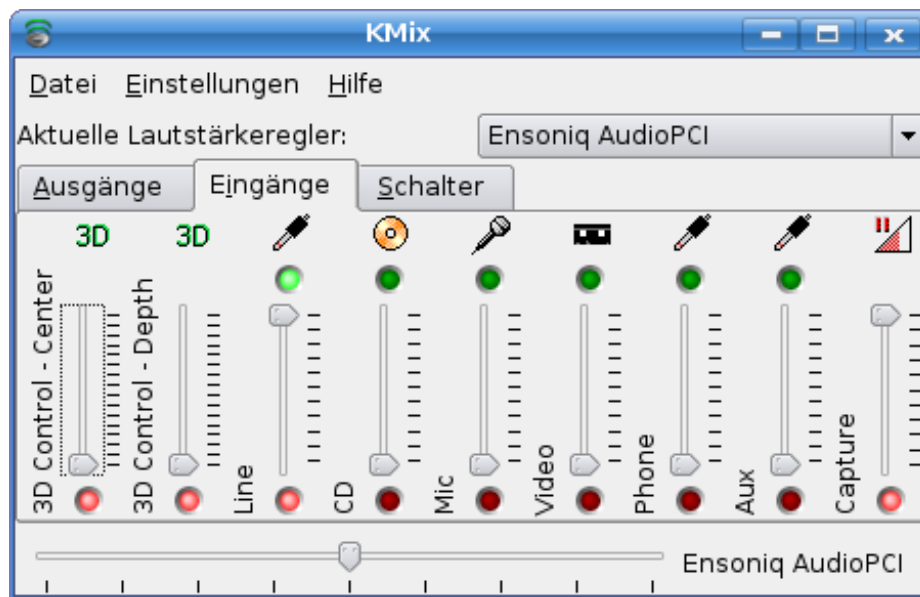 KMix
Datei Einstellungen Hilfe
Aktuelle Lautstärkeregler: Ensoniq AudioPCI
Ausgänge Eingänge Schalter
3D 3D
3D Control - Center
3D Control - Depth
Line
CD
Mic
Video
Phone
Aux
Capture
Ensoniq AudioPCI